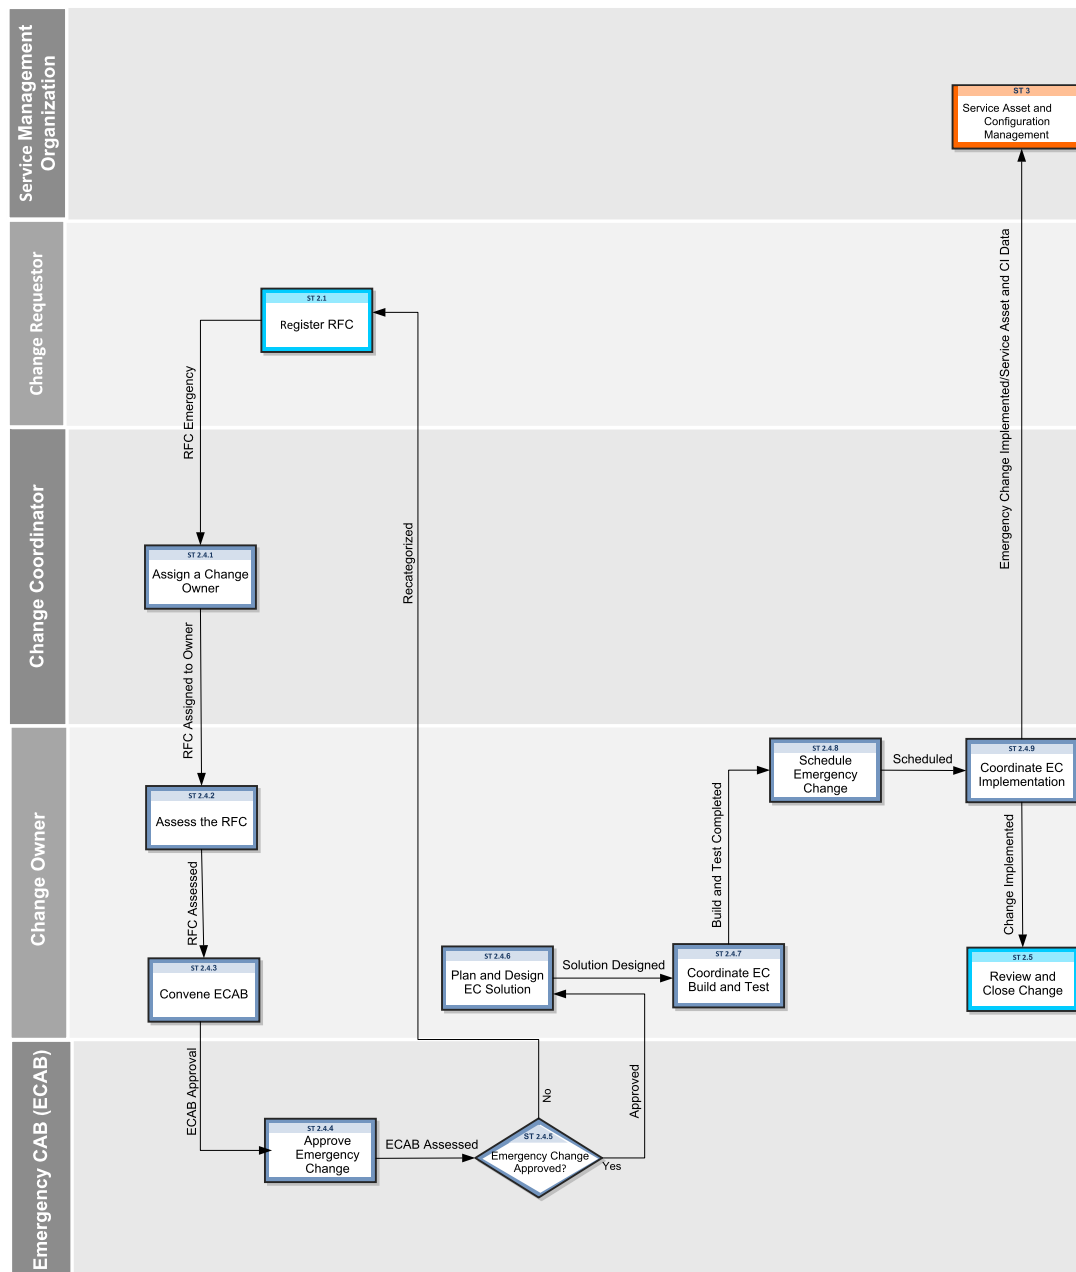 Service Management
Organization
ST 3
Service Asset and
Configuration
Management
Change Requestor
ST 2.1
Register RFC
RFC Emergency
Recategorized
Emergency Change Implemented/Service Asset and CI Data
Change Coordinator
ST 2.4.1
Assign a Change
Owner
RFC Assigned to Owner
Change Owner
ST 2.4.2
Assess the RFC
RFC Assessed
ST 2.4.3
Convene ECAB
ECAB Approval
ST 2.4.6
Plan and Design
EC Solution
Solution Designed
ST 2.4.7
Coordinate EC
Build and Test
Build and Test Completed
ST 2.4.8
Schedule
Emergency
Change
Scheduled
ST 2.4.9
Coordinate EC
Implementation
Change Implemented
ST 2.5
Review and
Close Change
Emergency CAB (ECAB)
ST 2.4.4
Approve
Emergency
Change
ECAB Assessed
ST 2.4.5
Emergency Change
Approved?
No
Yes
Approved